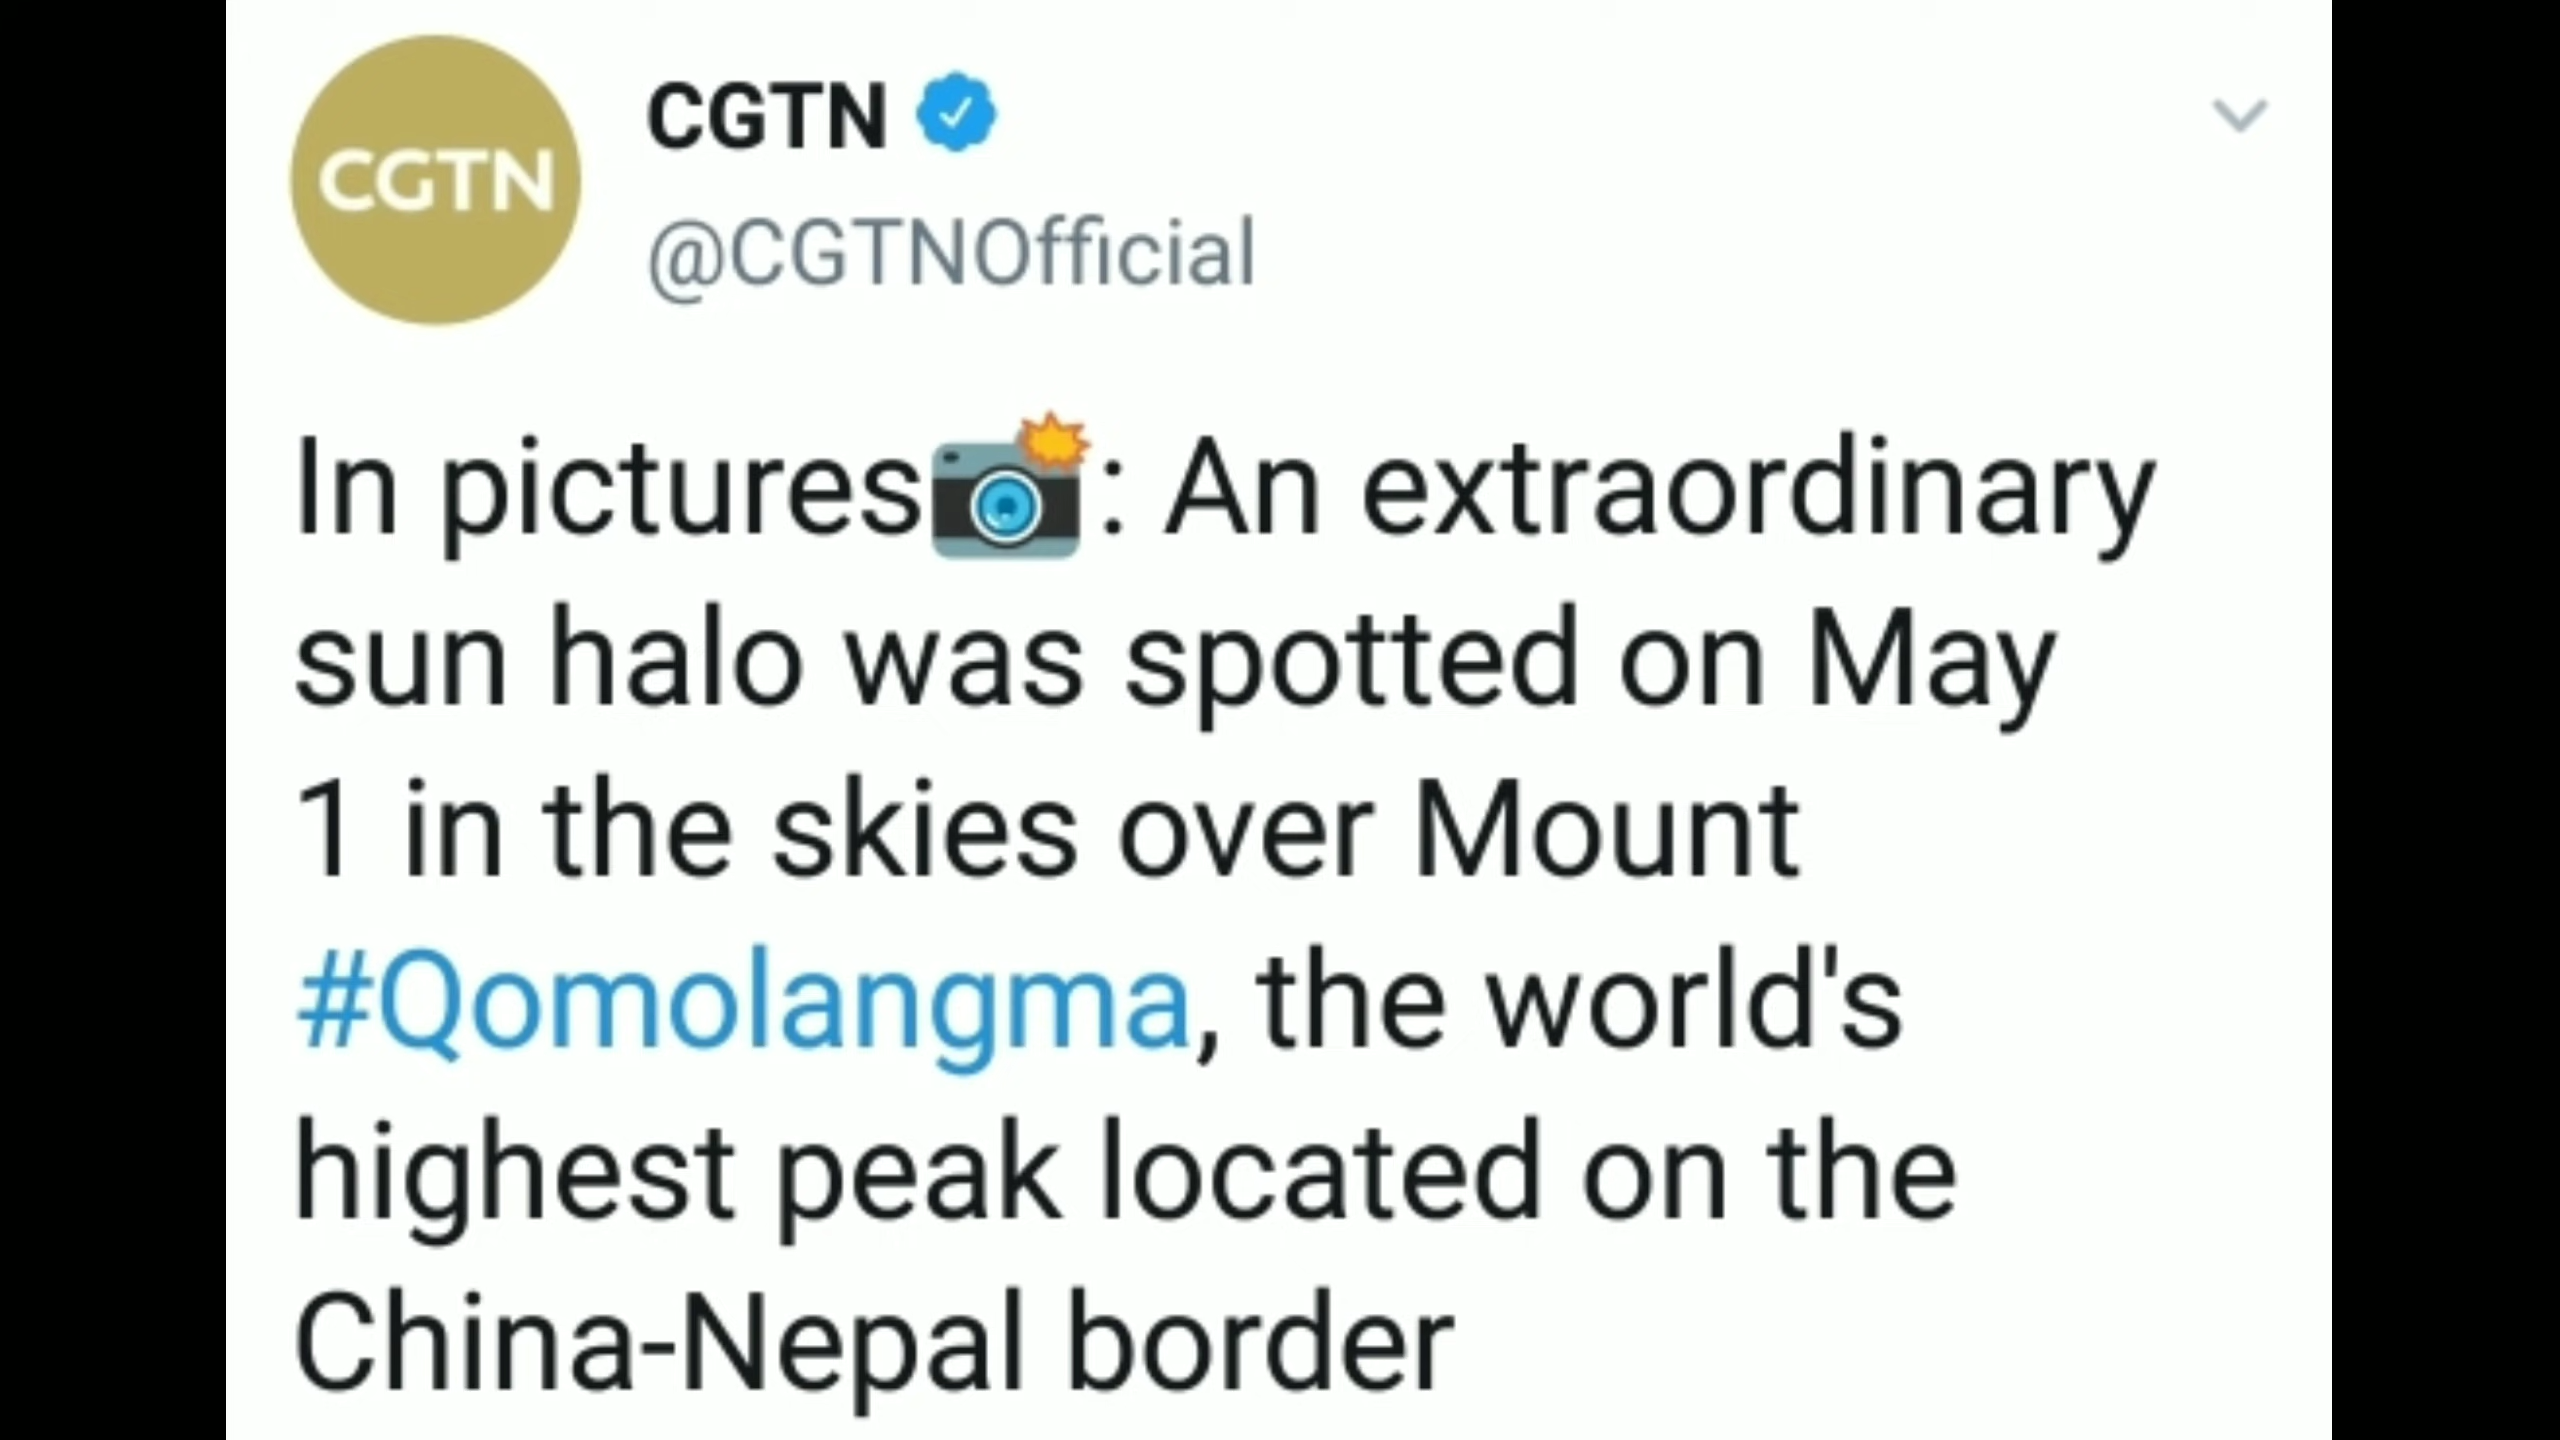 CGTN
CGTN
@CGTNOfficial
In pictures📸: An extraordinary
sun halo was spotted on May
1 in the skies over Mount
#Qomolangma, the world's
highest peak located on the
China-Nepal border